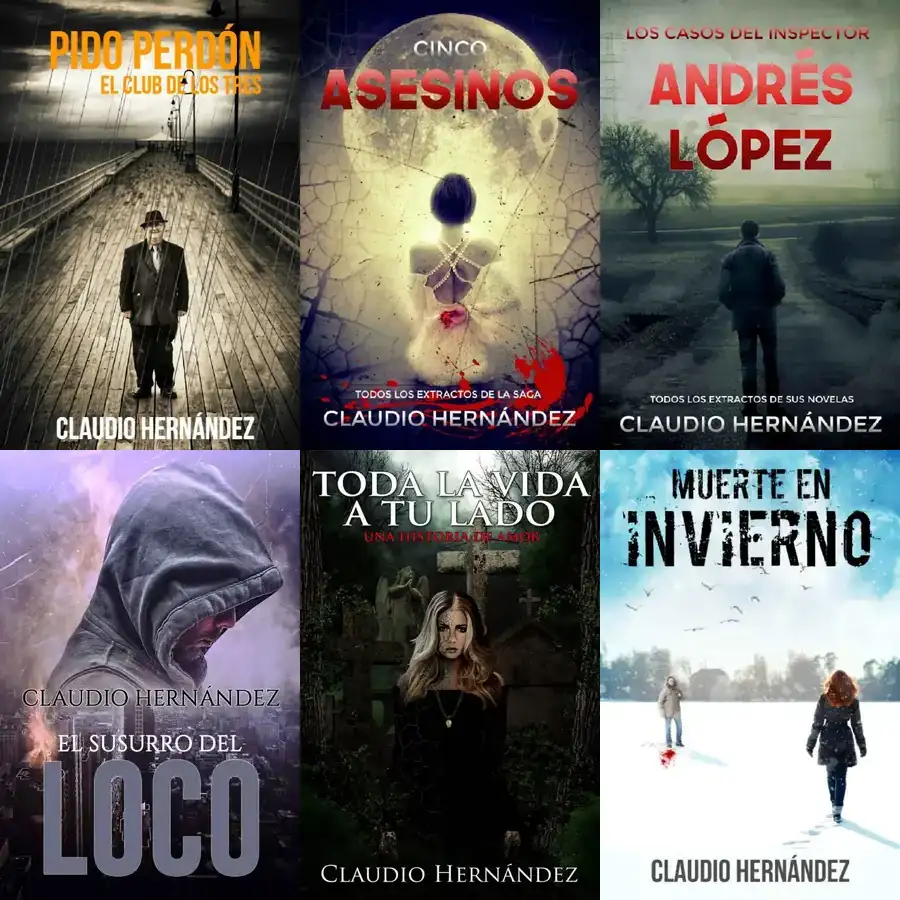 PIDO PERDÓN
EL CLUB DE LOS TRES
CLAUDIO HERNÁNDEZ
CINCO
ASESINOS
TODOS LOS EXTRACTOS DE LA SAGA
CLAUDIO HERNÁNDEZ
LOS CASOS DEL INSPECTOR
ANDRÉS
LÓPEZ
TODOS LOS EXTRACTOS DE SUS NOVELAS
CLAUDIO HERNÁNDEZ
CLAUDIO HERNÁNDEZ
EL SUSURRO DEL
LOCO
TODA LA VIDA
A TU LADO
UNA HISTORIA DE AMOR
CLAUDIO HERNÁNDEZ
MUERTE EN
INVIERNO
CLAUDIO HERNÁNDEZ